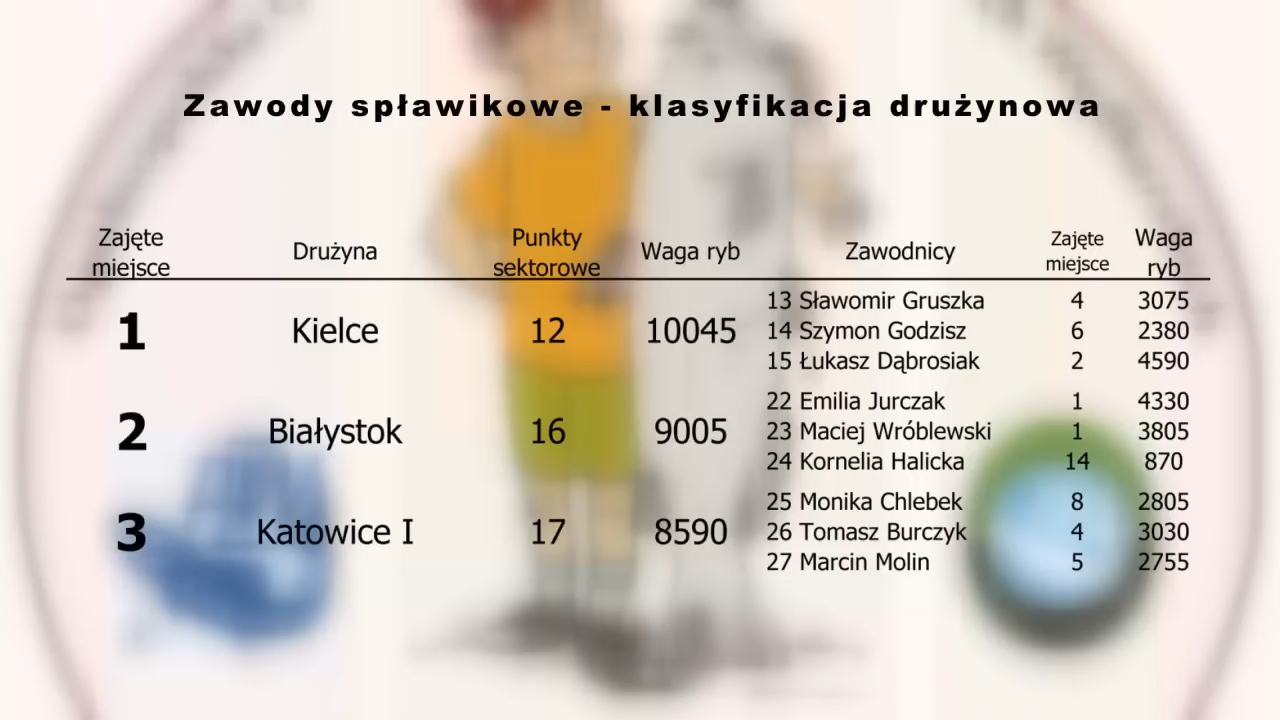 Zawody spławikowe - klasyfikacja drużynowa
Zajęte miejsce Drużyna Punkty sektorowe Waga ryb Zawodnicy Zajęte miejsce Waga ryb
13 Sławomir Gruszka 4 3075
1 Kielce 12 10045 14 Szymon Godzisz 6 2380
15 Łukasz Dąbrosiak 2 4590
22 Emilia Jurczak 1 4330
2 Białystok 16 9005 23 Maciej Wróblewski 1 3805
24 Kornelia Halicka 14 870
25 Monika Chlebek 8 2805
3 Katowice I 17 8590 26 Tomasz Burczyk 4 3030
27 Marcin Molin 5 2755